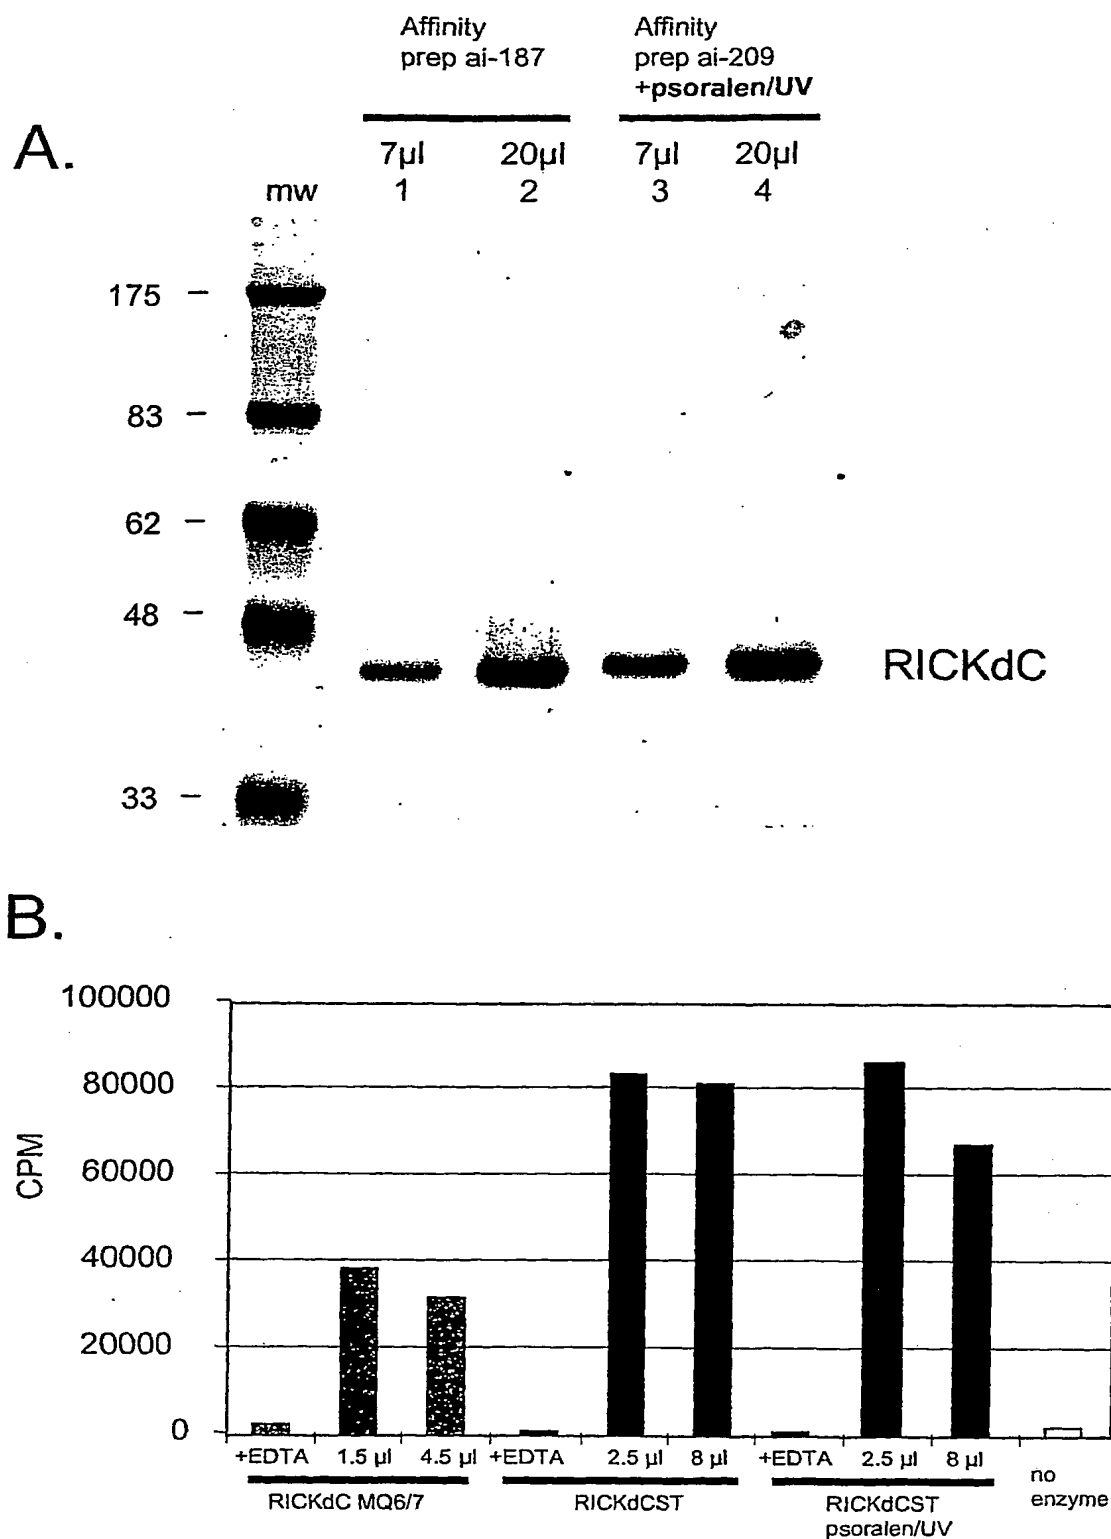 Affinity
prep ai-187
Affinity
prep ai-209
+psoralen/UV
A.
7µl
20µl
7µl
20µl
mw
1
2
3
4
175
83
62
48
RICKdC
33
B.
100000
80000
60000
40000
20000
0
CPM
+EDTA
1.5 µl
4.5 µl
+EDTA
2.5 µl
8 µl
+EDTA
2.5 µl
8 µl
no
enzyme
RICKdC MQ6/7
RICKdCST
RICKdCST
psoralen/UV